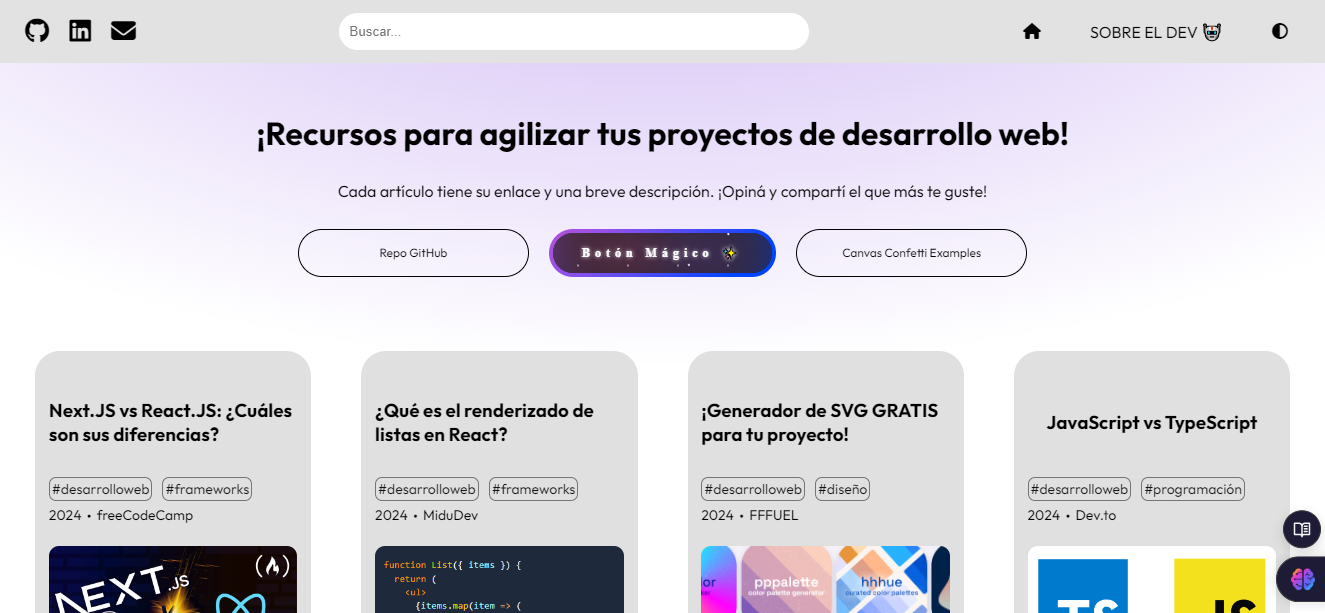 Buscar...
SOBRE EL DEV
¡Recursos para agilizar tus proyectos de desarrollo web!
Cada artículo tiene su enlace y una breve descripción. ¡Opiná y compartí el que más te guste!
Repo GitHub
Botón Mágico ✨
Canvas Confetti Examples
Next.JS vs React.JS: ¿Cuáles
son sus diferencias?
#desarrolloweb #frameworks
2024 • freeCodeCamp
NEXT.JS
¿Qué es el renderizado de
listas en React?
#desarrolloweb #frameworks
2024 • MiduDev
function List({ items }) {
return (
<ul>
{items.map(item => (
¡Generador de SVG GRATIS
para tu proyecto!
#desarrolloweb #diseño
2024 • FFFUEL
pppalette
color palette generator
hhhue
curated color palettes
JavaScript vs TypeScript
#desarrolloweb #programación
2024 • Dev.to
TS
JS